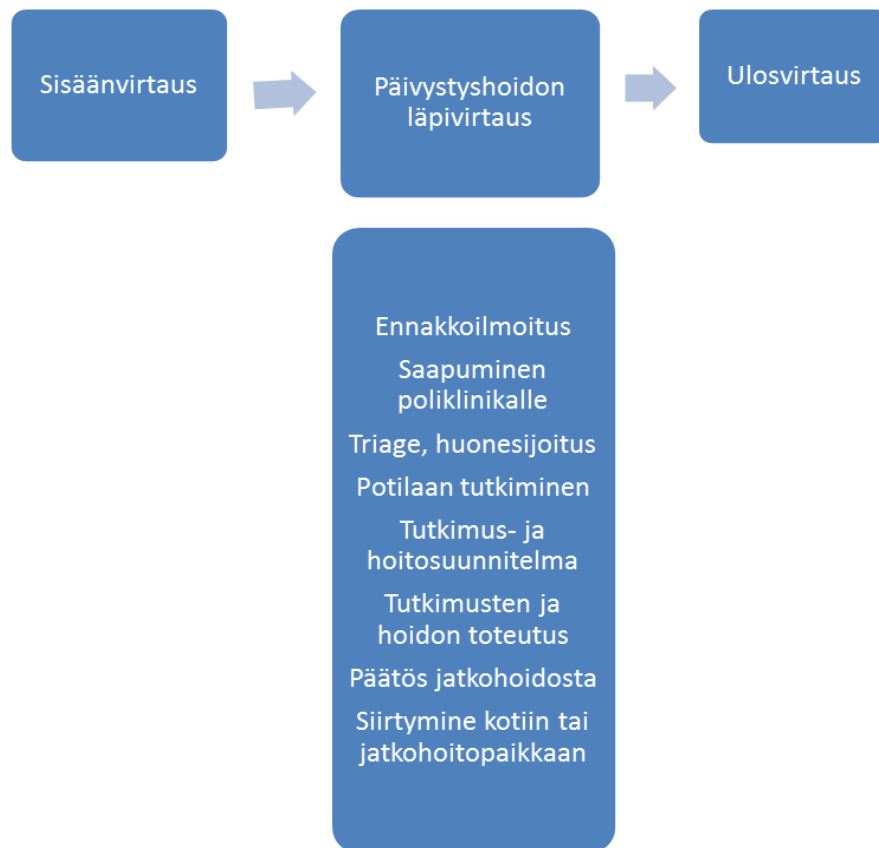 Sisäänvirtaus
Päivystyshoidon
läpivirtaus
Ulosvirtaus
Ennakkoilmoitus
Saapuminen
poliklinikalle
Triage, huonesijoitus
Potilaan tutkiminen
Tutkimus- ja
hoitosuunnitelma
Tutkimusten ja
hoidon toteutus
Päätös jatkohoidosta
Siirtymine kotiin tai
jatkohoitopaikkaan